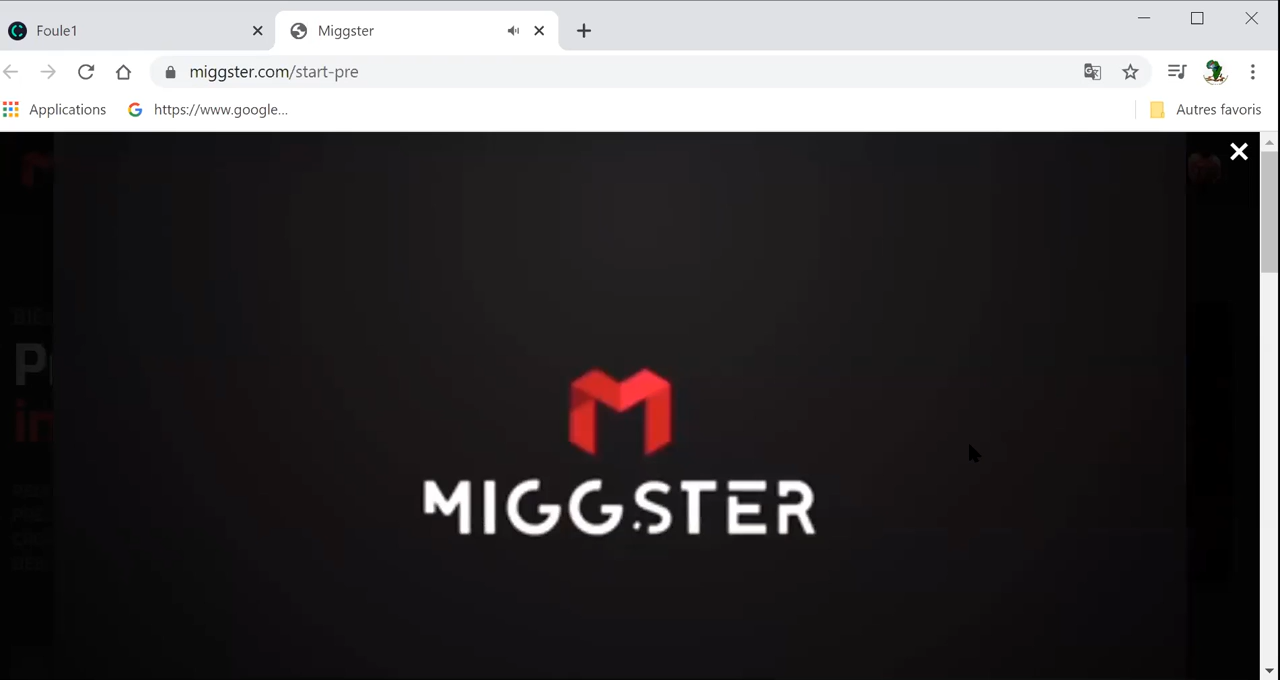 Foule1
Miggster
miggster.com/start-pre
Applications
https://www.google...
Autres favoris
MIGGSTER